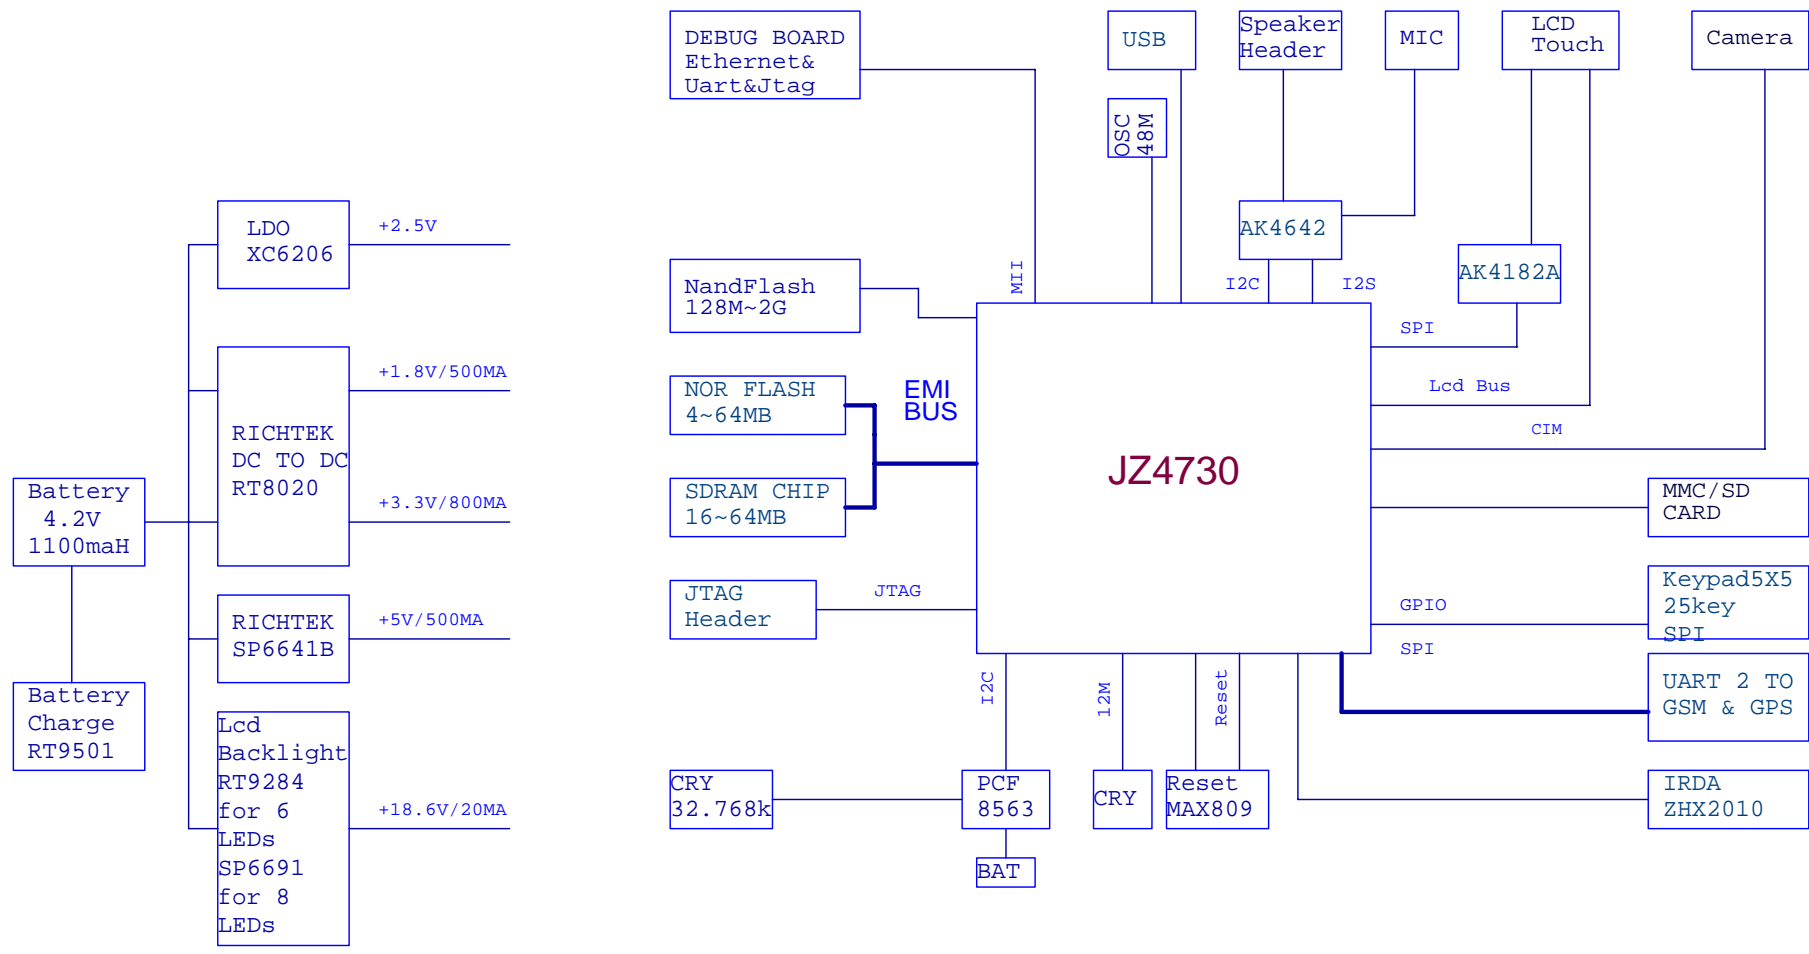 DEBUG BOARD
Ethernet&
Uart&Jtag
USB
Speaker
Header
MIC
LCD
Touch
Camera
OSC
48M
LDO
XC6206
+2.5V
AK4642
AK4182A
MII
I2C
I2S
NandFlash
128M~2G
SPI
+1.8V/500MA
Lcd Bus
NOR FLASH
4~64MB
EMI
BUS
CIM
RICHTEK
DC TO DC
RT8020
+3.3V/800MA
JZ4730
Battery
4.2V
1100maH
SDRAM CHIP
16~64MB
MMC/SD
CARD
RICHTEK
SP6641B
+5V/500MA
JTAG
Header
JTAG
GPIO
Keypad5X5
25key
SPI
SPI
Battery
Charge
RT9501
I2C
12M
Reset
UART 2 TO
GSM & GPS
Lcd
Backlight
RT9284
for 6
LEDs
SP6691
for 8
LEDs
+18.6V/20MA
CRY
32.768k
PCF
8563
CRY
Reset
MAX809
IRDA
ZHX2010
BAT